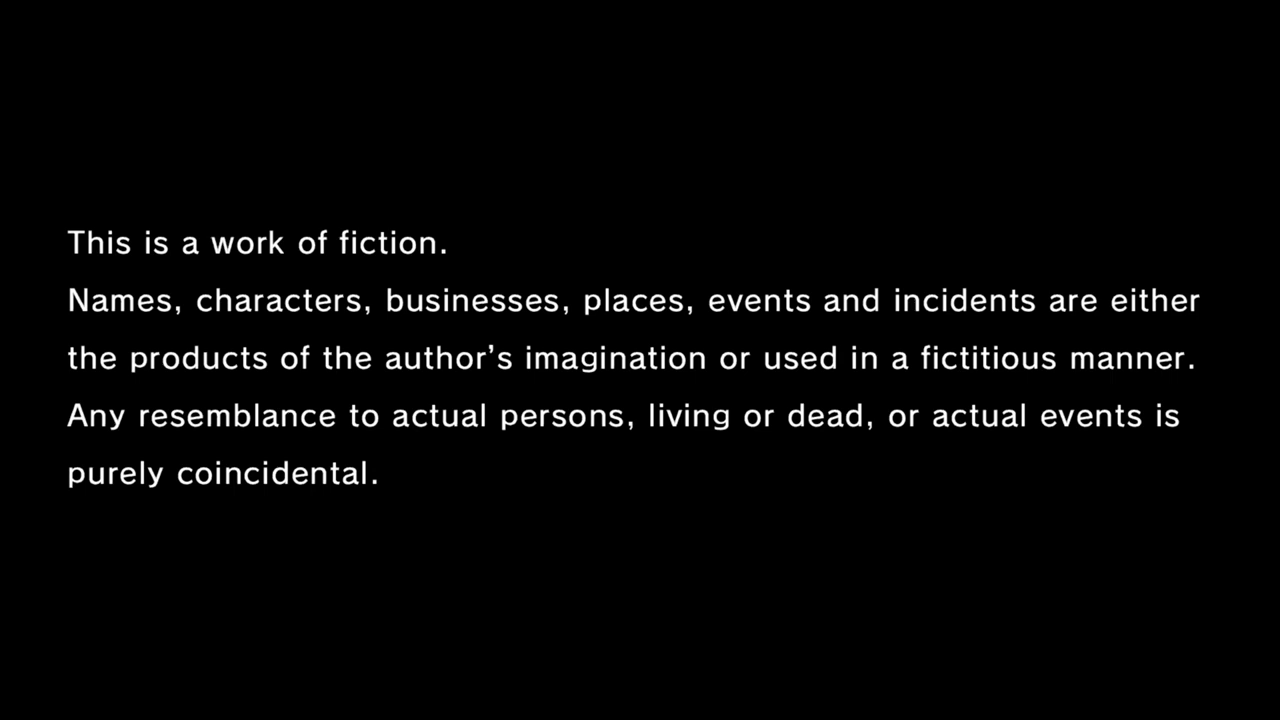 This is a work of fiction.
Names, characters, businesses, places, events and incidents are either
the products of the author’s imagination or used in a fictitious manner.
Any resemblance to actual persons, living or dead, or actual events is
purely coincidental.